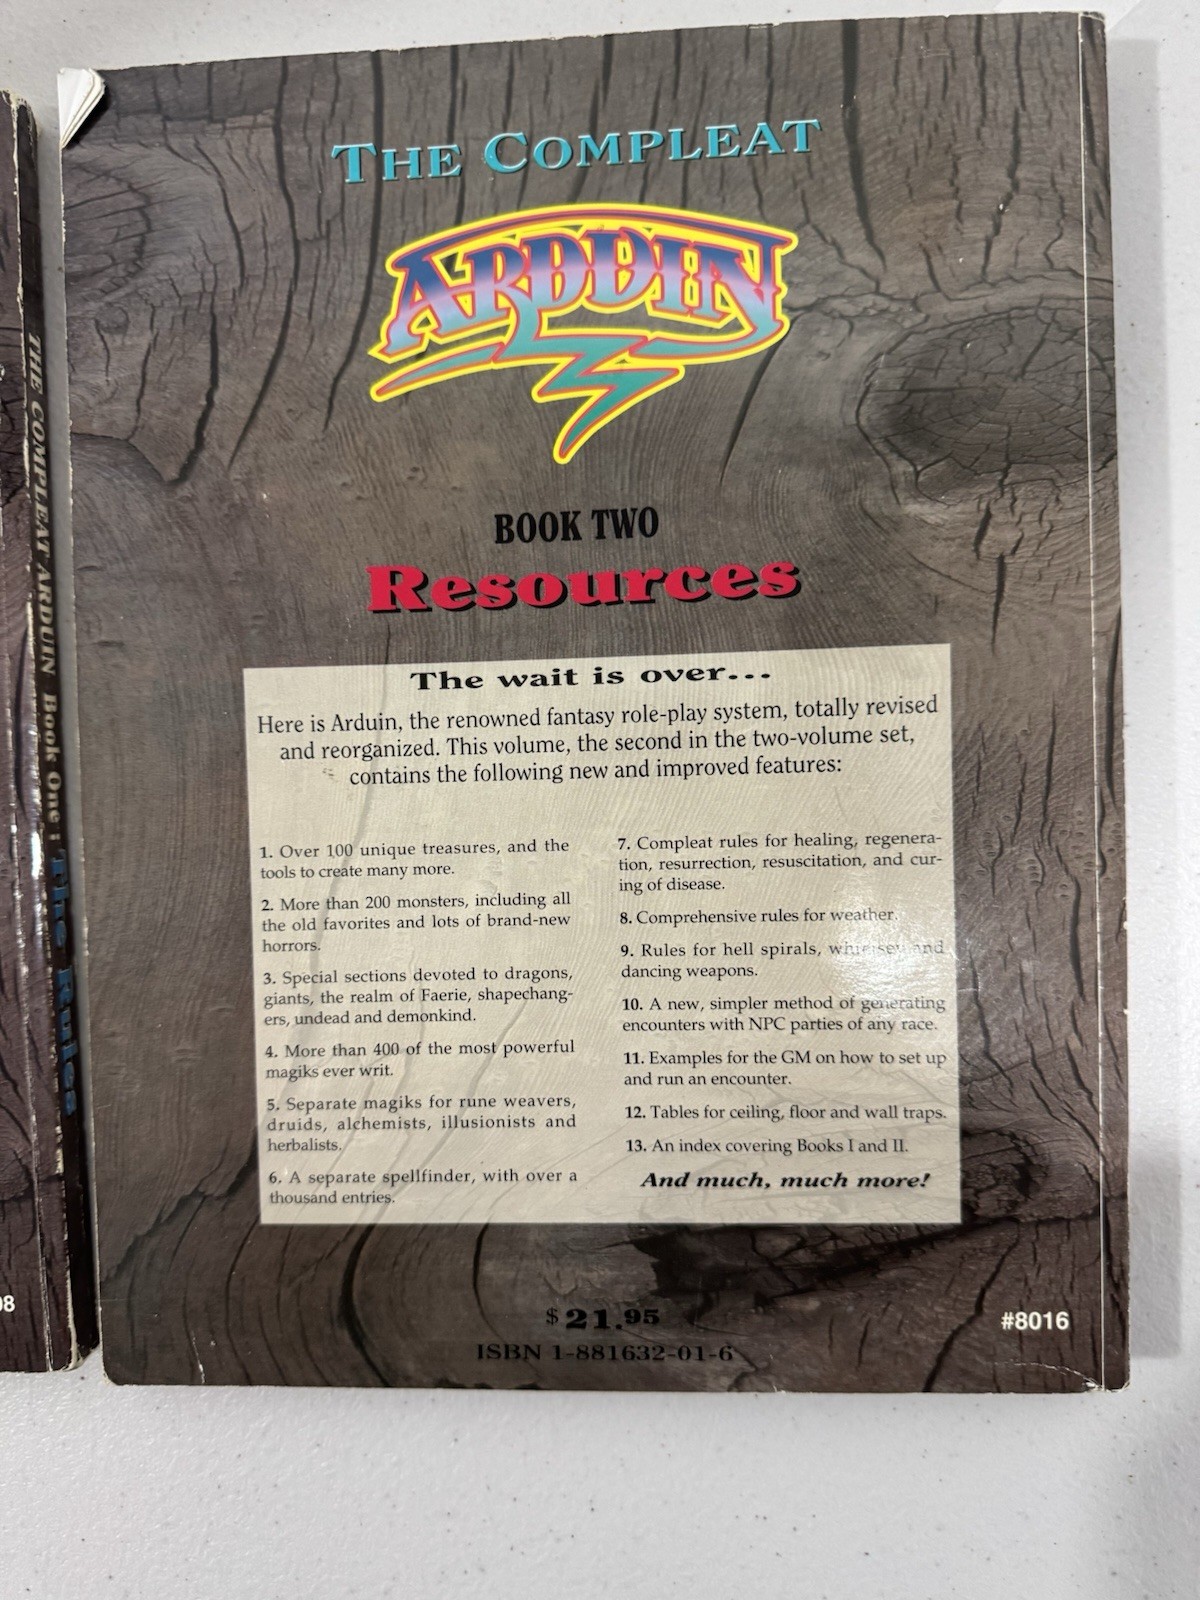 THE COMPLEAT
ARDUIN
BOOK TWO
Resources
The wait is over...
Here is Arduin, the renowned fantasy role-play system, totally revised
and reorganized. This volume, the second in the two-volume set,
contains the following new and improved features:
1. Over 100 unique treasures, and the
tools to create many more.
2. More than 200 monsters, including all
the old favorites and lots of brand-new
horrors.
3. Special sections devoted to dragons,
giants, the realm of Faerie, shapechang-
ers, undead and demonkind.
4. More than 400 of the most powerful
magiks ever writ.
5. Separate magiks for rune weavers,
druids, alchemists, illusionists and
herbalists.
6. A separate spellfinder, with over a
thousand entries.
7. Compleat rules for healing, regenera-
tion, resurrection, resuscitation, and cur-
ing of disease.
8. Comprehensive rules for weather.
9. Rules for hell spirals, and
dancing weapons.
10. A new, simpler method of generating
encounters with NPC parties of any race.
11. Examples for the GM on how to set up
and run an encounter.
12. Tables for ceiling, floor and wall traps.
13. An index covering Books I and II.
And much, much more!
$21.95
ISBN 1-881632-01-6
#8016
THE COMPLEAT ARDUIN Book One: The Rules
08